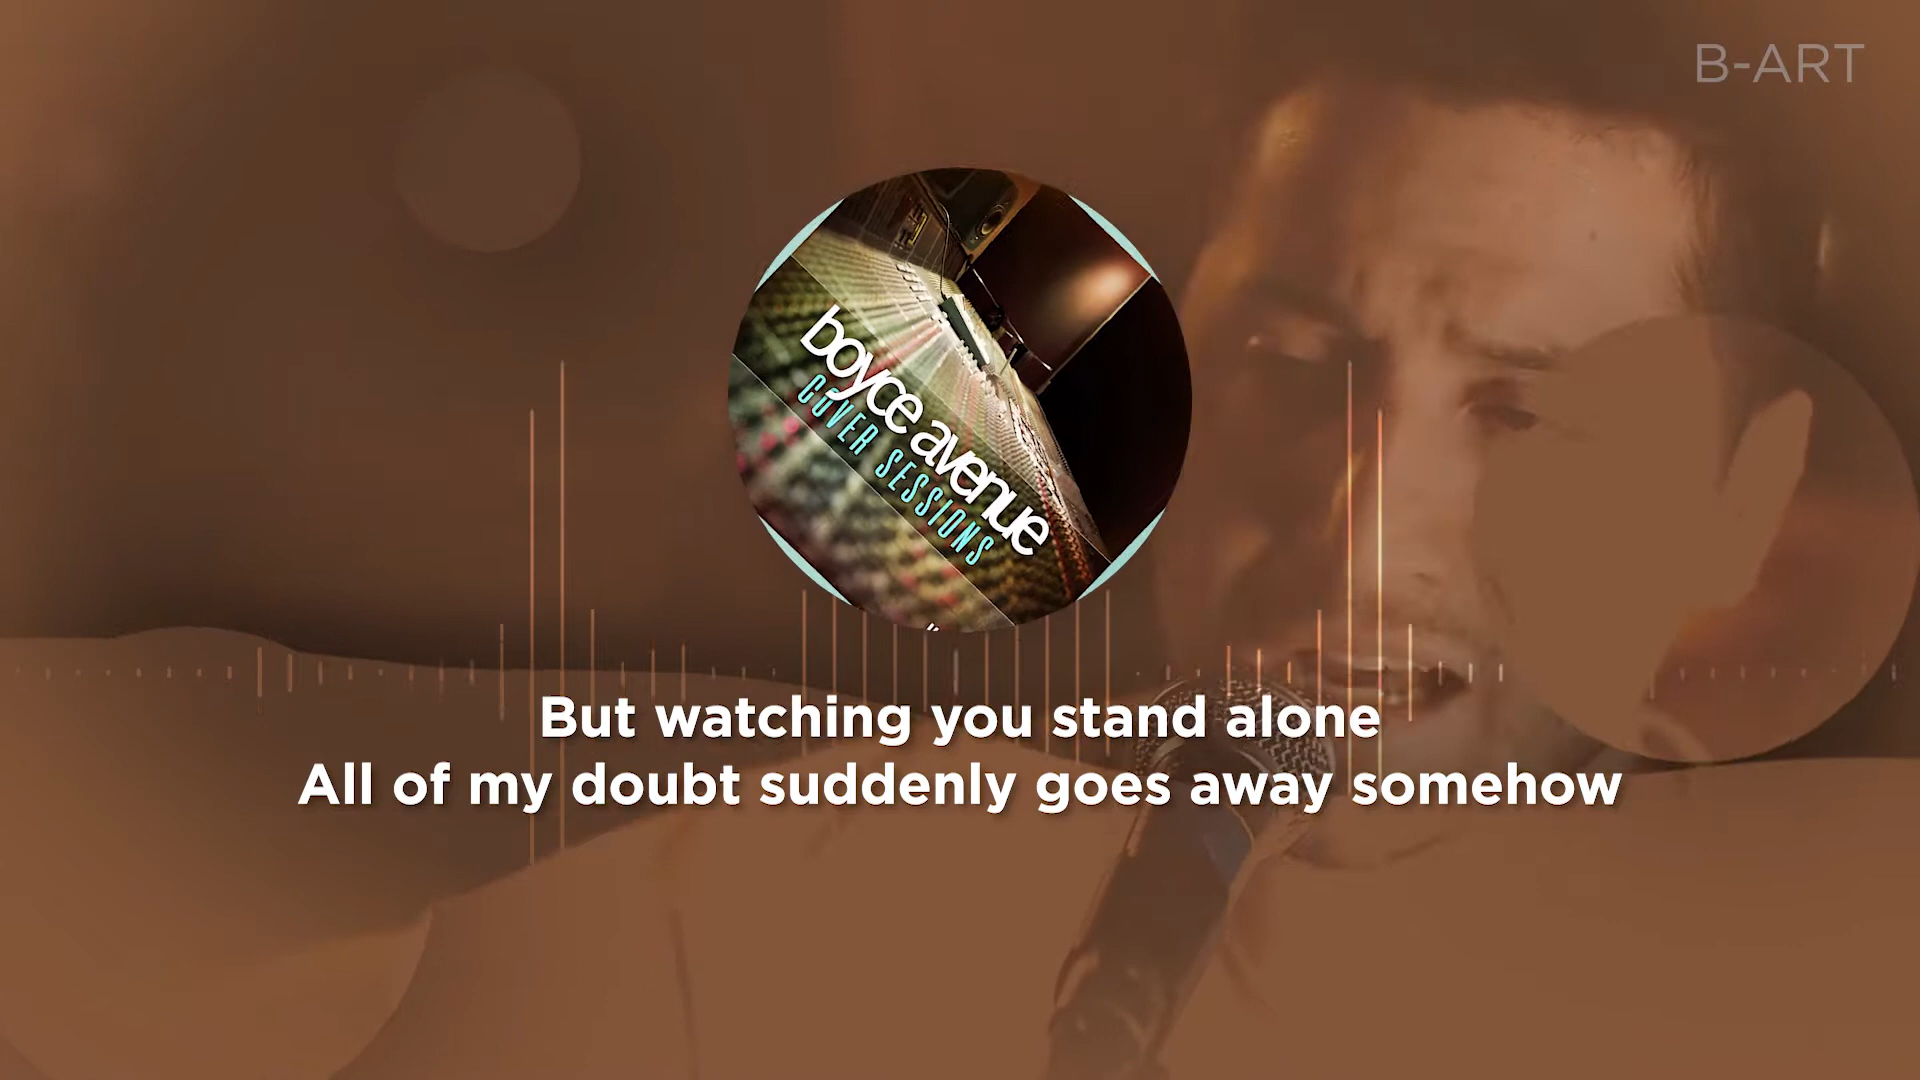 B-ART
boyce avenue
COVER SESSIONS
But watching you stand alone
All of my doubt suddenly goes away somehow